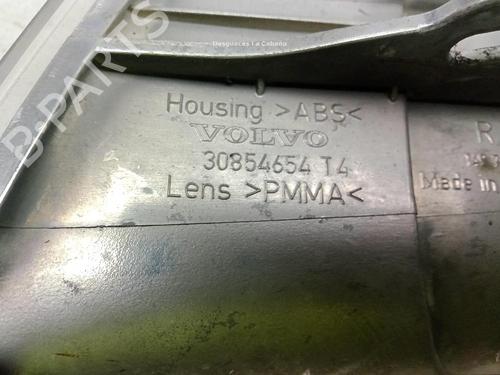 Desguaces La Cabaña
B-PARTS
Housing >ABS<
VOLVO
30854654 T4
Lens >PMMA<
R
Made in